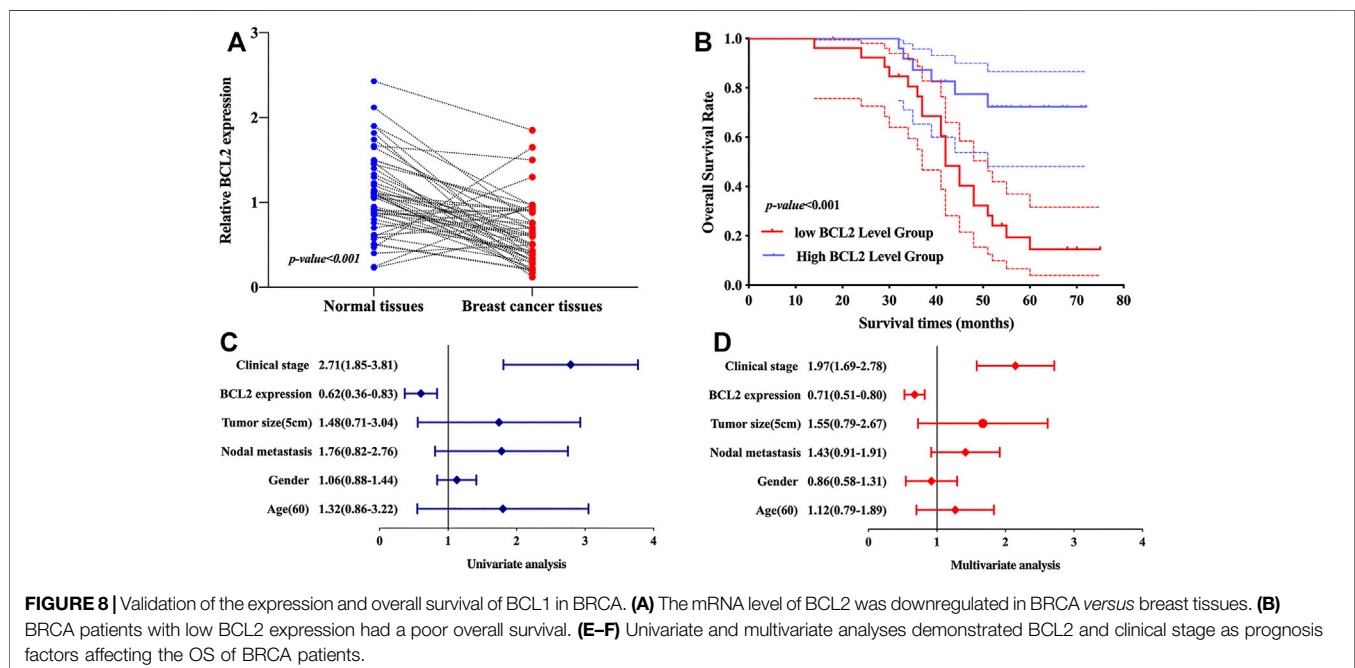 A
Relative BCL2 expression
3
2
1
0
p-value<0.001
Normal tissues Breast cancer tissues
B
Overall Survival Rate
1.0
0.8
0.6
0.4
0.2
0.0
p-value<0.001
low BCL2 Level Group
High BCL2 Level Group
0 10 20 30 40 50 60 70 80
Survival times (months)
C
Clinical stage 2.71(1.85-3.81)
BCL2 expression 0.62(0.36-0.83)
Tumor size(5cm) 1.48(0.71-3.04)
Nodal metastasis 1.76(0.82-2.76)
Gender 1.06(0.88-1.44)
Age(60) 1.32(0.86-3.22)
0 1 2 3 4
Univariate analysis
D
Clinical stage 1.97(1.69-2.78)
BCL2 expression 0.71(0.51-0.80)
Tumor size(5cm) 1.55(0.79-2.67)
Nodal metastasis 1.43(0.91-1.91)
Gender 0.86(0.58-1.31)
Age(60) 1.12(0.79-1.89)
0 1 2 3 4
Multivariate analysis
FIGURE 8 | Validation of the expression and overall survival of BCL1 in BRCA. (A) The mRNA level of BCL2 was downregulated in BRCA versus breast tissues. (B)
BRCA patients with low BCL2 expression had a poor overall survival. (E–F) Univariate and multivariate analyses demonstrated BCL2 and clinical stage as prognosis
factors affecting the OS of BRCA patients.